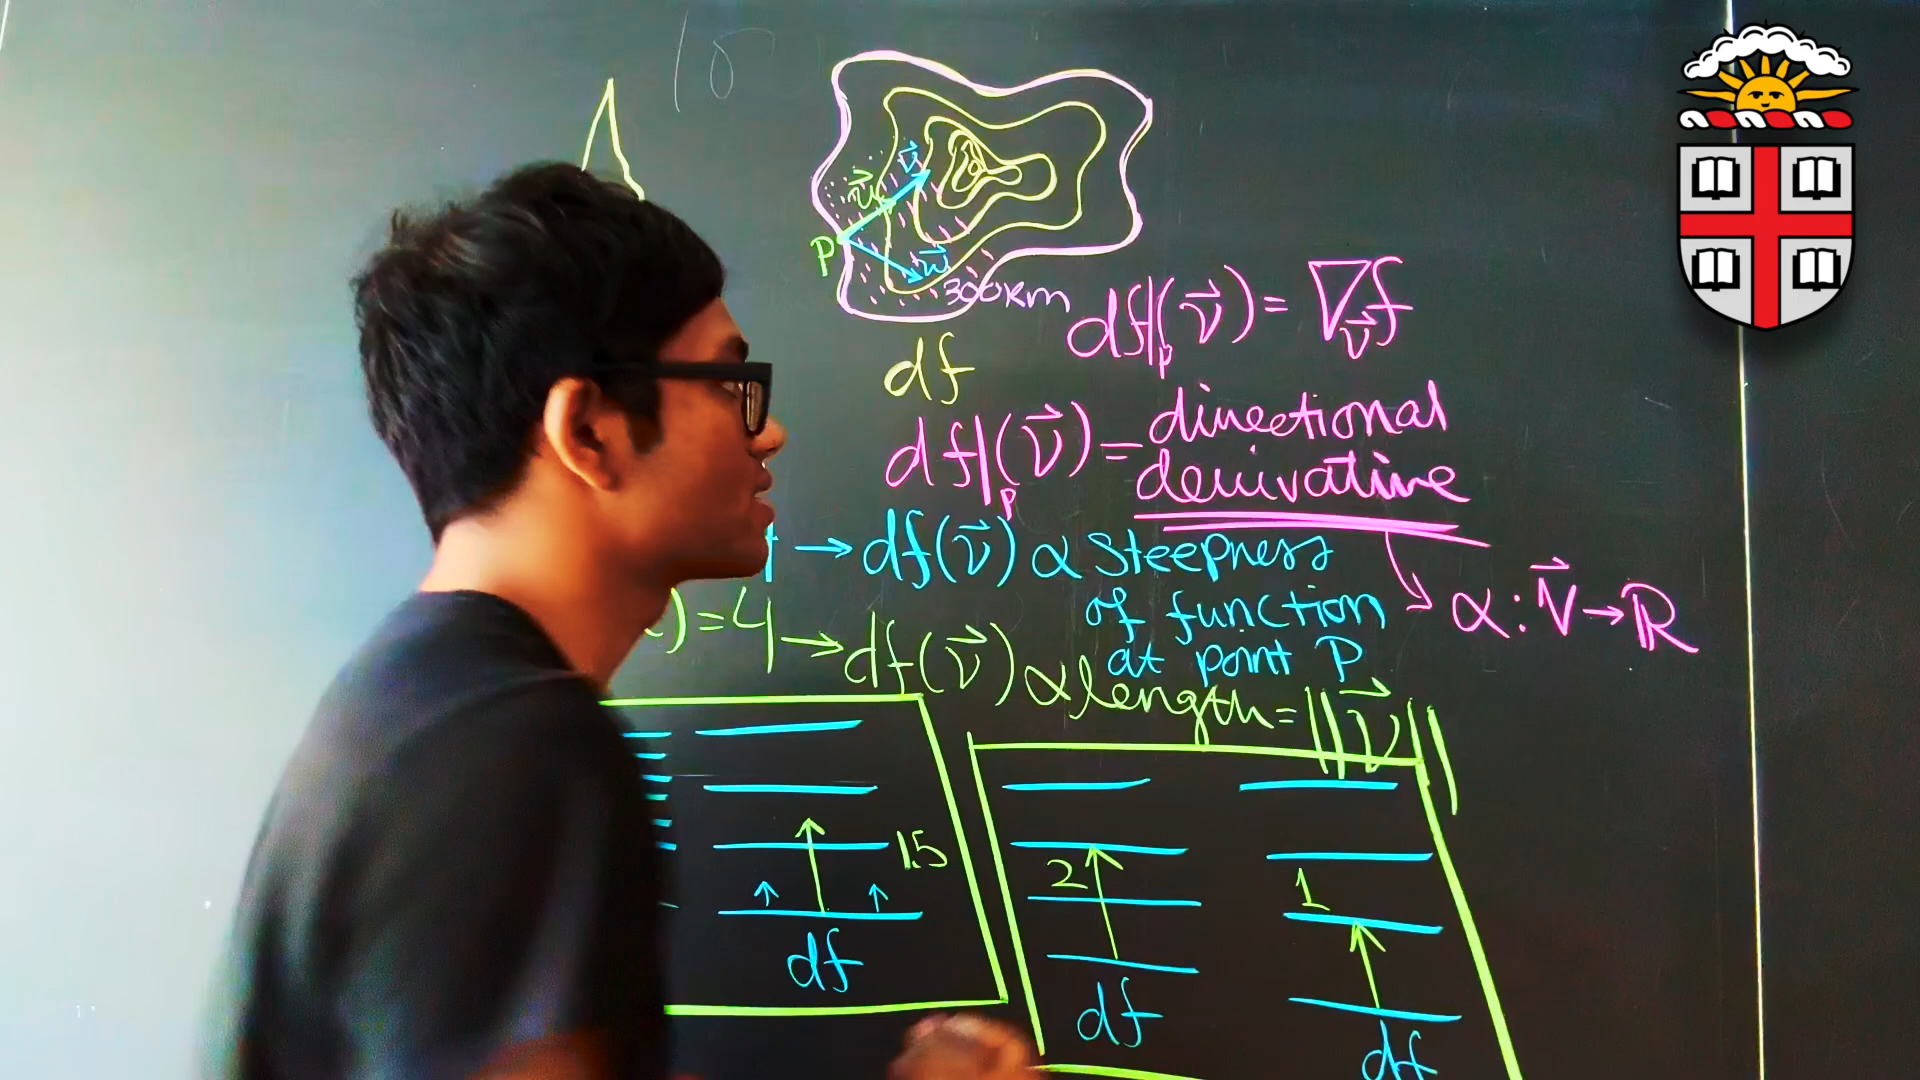 10
v⃗
u⃗
P
w⃗
300km
df|ₚ(v⃗) = ∇ᵥ⃗f
df
df|ₚ(v⃗) = directional
derivative
→ df(v⃗) α steepness
of function
at point P
α: V⃗ → ℝ
) = 4 → df(v⃗) α length = ||v⃗||
1.5
df
2
df
1
df